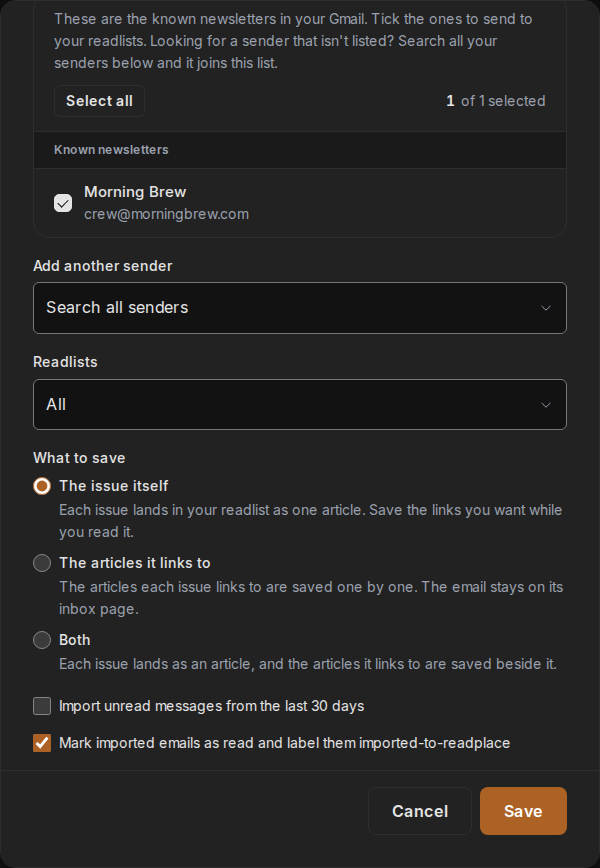 These are the known newsletters in your Gmail. Tick the ones to send to
your readlists. Looking for a sender that isn't listed? Search all your
senders below and it joins this list.
Select all
1 of 1 selected
Known newsletters
Morning Brew
crew@morningbrew.com
Add another sender
Search all senders
Readlists
All
What to save
The issue itself
Each issue lands in your readlist as one article. Save the links you want while
you read it.
The articles it links to
The articles each issue links to are saved one by one. The email stays on its
inbox page.
Both
Each issue lands as an article, and the articles it links to are saved beside it.
Import unread messages from the last 30 days
Mark imported emails as read and label them imported-to-readplace
Cancel
Save